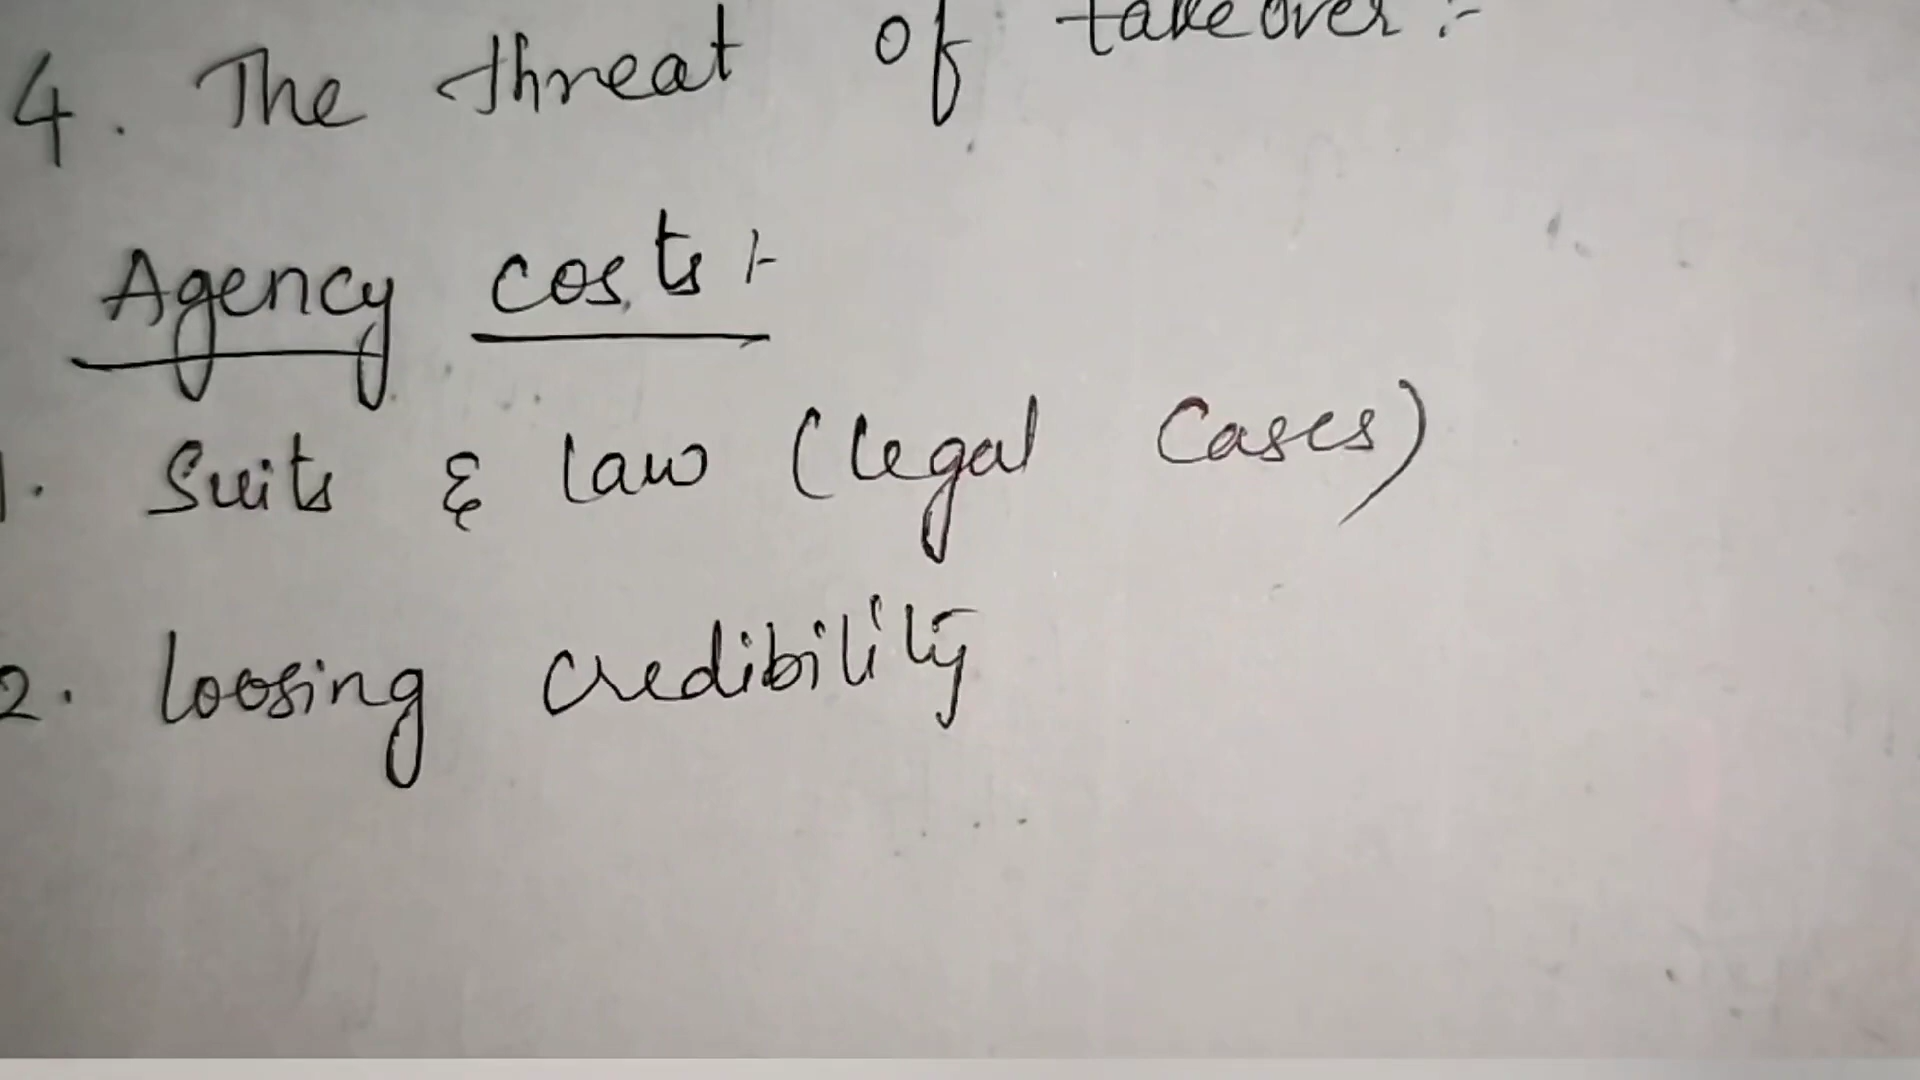 4. The threat of takeover :-
Agency costs :-
1. Suits & law (legal Cases)
2. loosing credibility